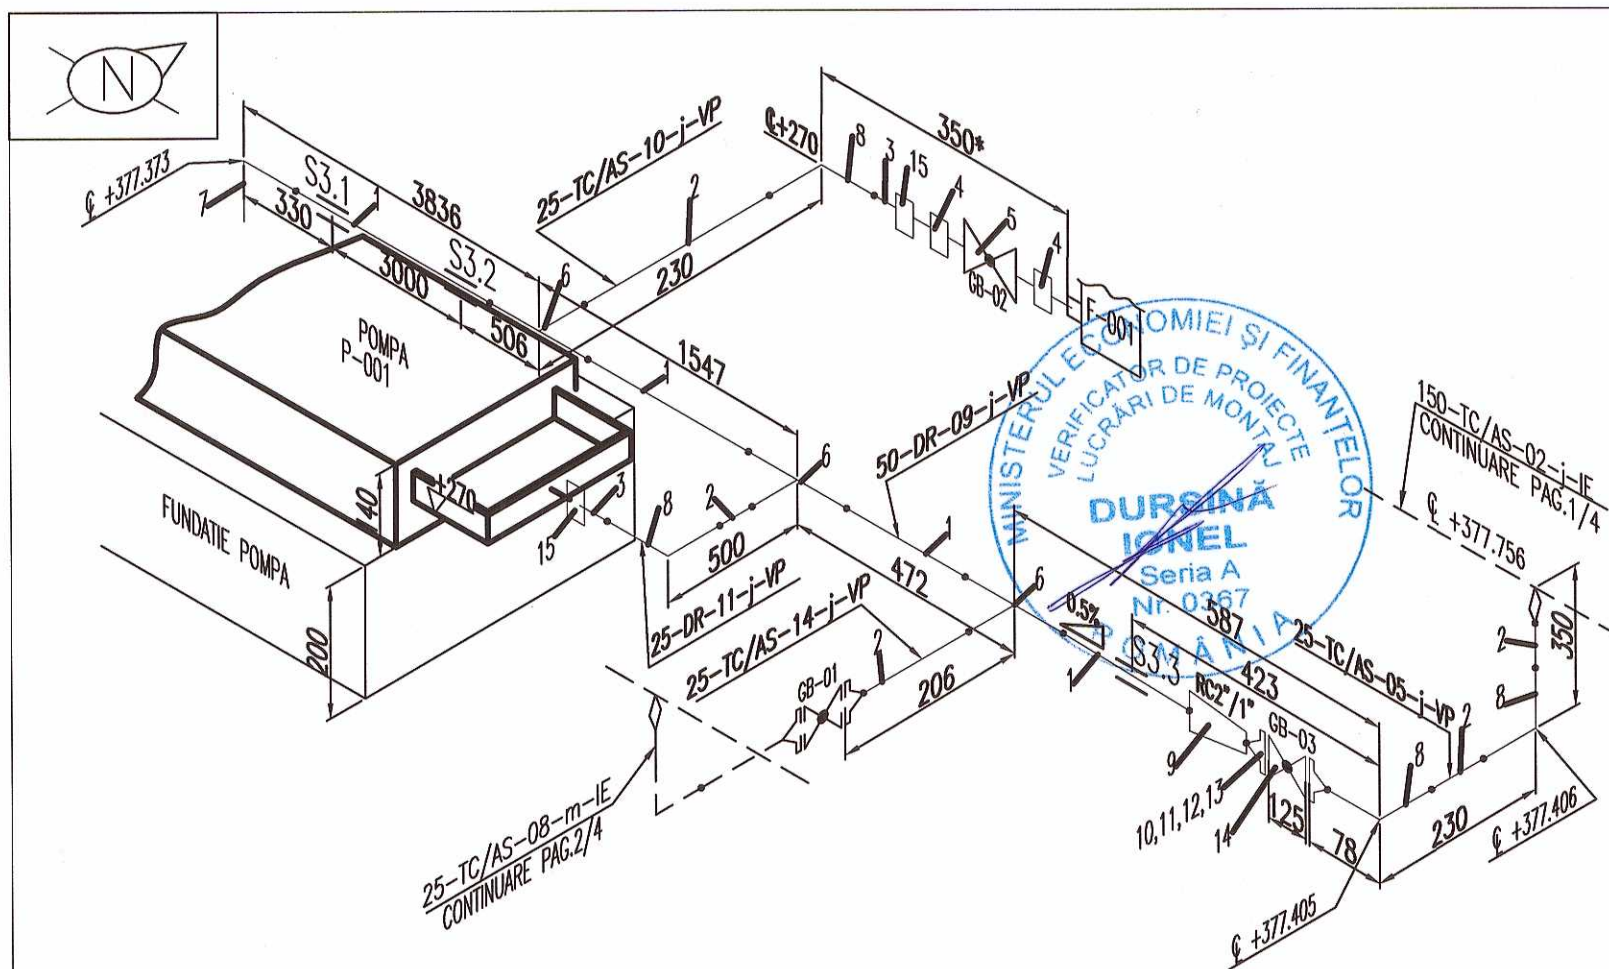 N
℄ +377.373
7
S3.1
330
1
3836
3000
S3.2
506
6
25-TC/AS-10-j-VP
2
230
℄+270
8
3
15
4
350*
5
GB-02
4
F-001
POMPA
P-001
1547
1
50-DR-09-j-VP
6
FUNDATIE POMPA
140
+270
200
15
3
8
2
500
25-DR-11-j-VP
472
1
25-TC/AS-14-j-VP
2
GB-01
206
6
25-TC/AS-08-m-IE
CONTINUARE PAG.2/4
MINISTERUL ECONOMIEI ȘI FINANȚELOR
VERIFICATOR DE PROIECTE
LUCRĂRI DE MONTAJ
DURSINĂ
IONEL
Seria A
Nr. 0367
ROMÂNIA
0.5%
1
S3.3
587
423
RC2"/1"
GB-03
9
10,11,12,13
14
125
78
25-TC/AS-05-j-VP
2
8
230
℄ +377.405
℄ +377.406
150-TC/AS-02-j-IE
CONTINUARE PAG.1/4
℄ +377.756
2
8
350